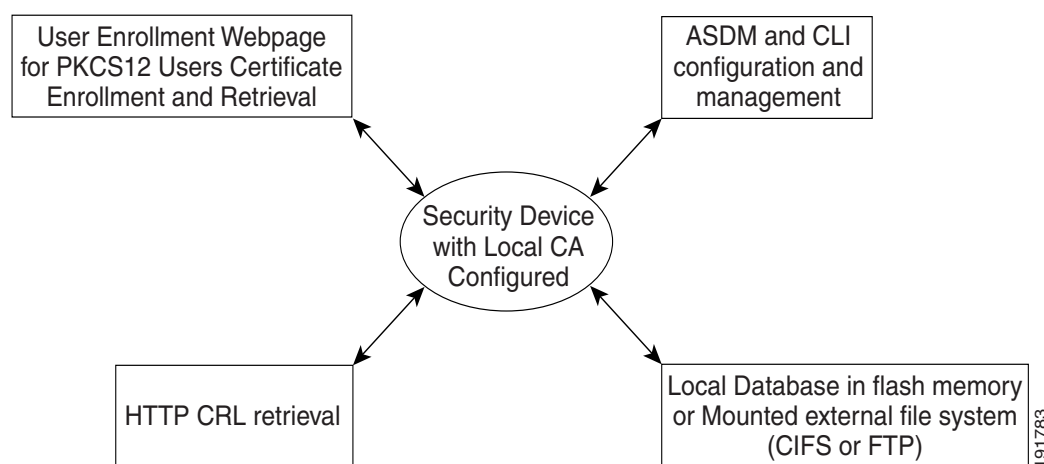 User Enrollment Webpage
for PKCS12 Users Certificate
Enrollment and Retrieval
ASDM and CLI
configuration and
management
Security Device
with Local CA
Configured
HTTP CRL retrieval
Local Database in flash memory
or Mounted external file system
(CIFS or FTP)
191783